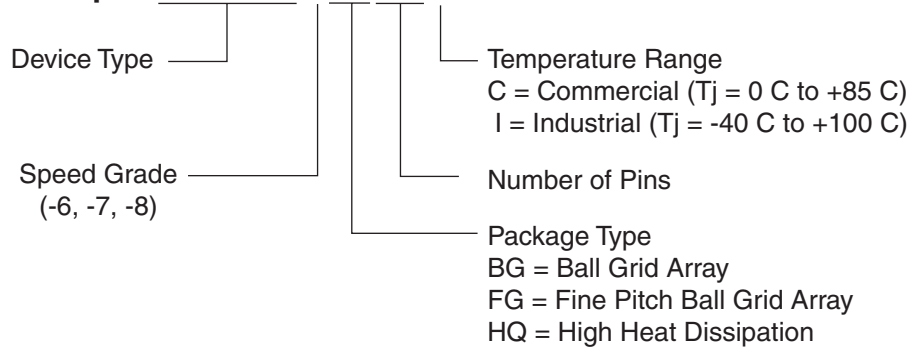 Device Type
Temperature Range
C = Commercial (Tj = 0 C to +85 C)
I = Industrial (Tj = -40 C to +100 C)
Speed Grade
(-6, -7, -8)
Number of Pins
Package Type
BG = Ball Grid Array
FG = Fine Pitch Ball Grid Array
HQ = High Heat Dissipation